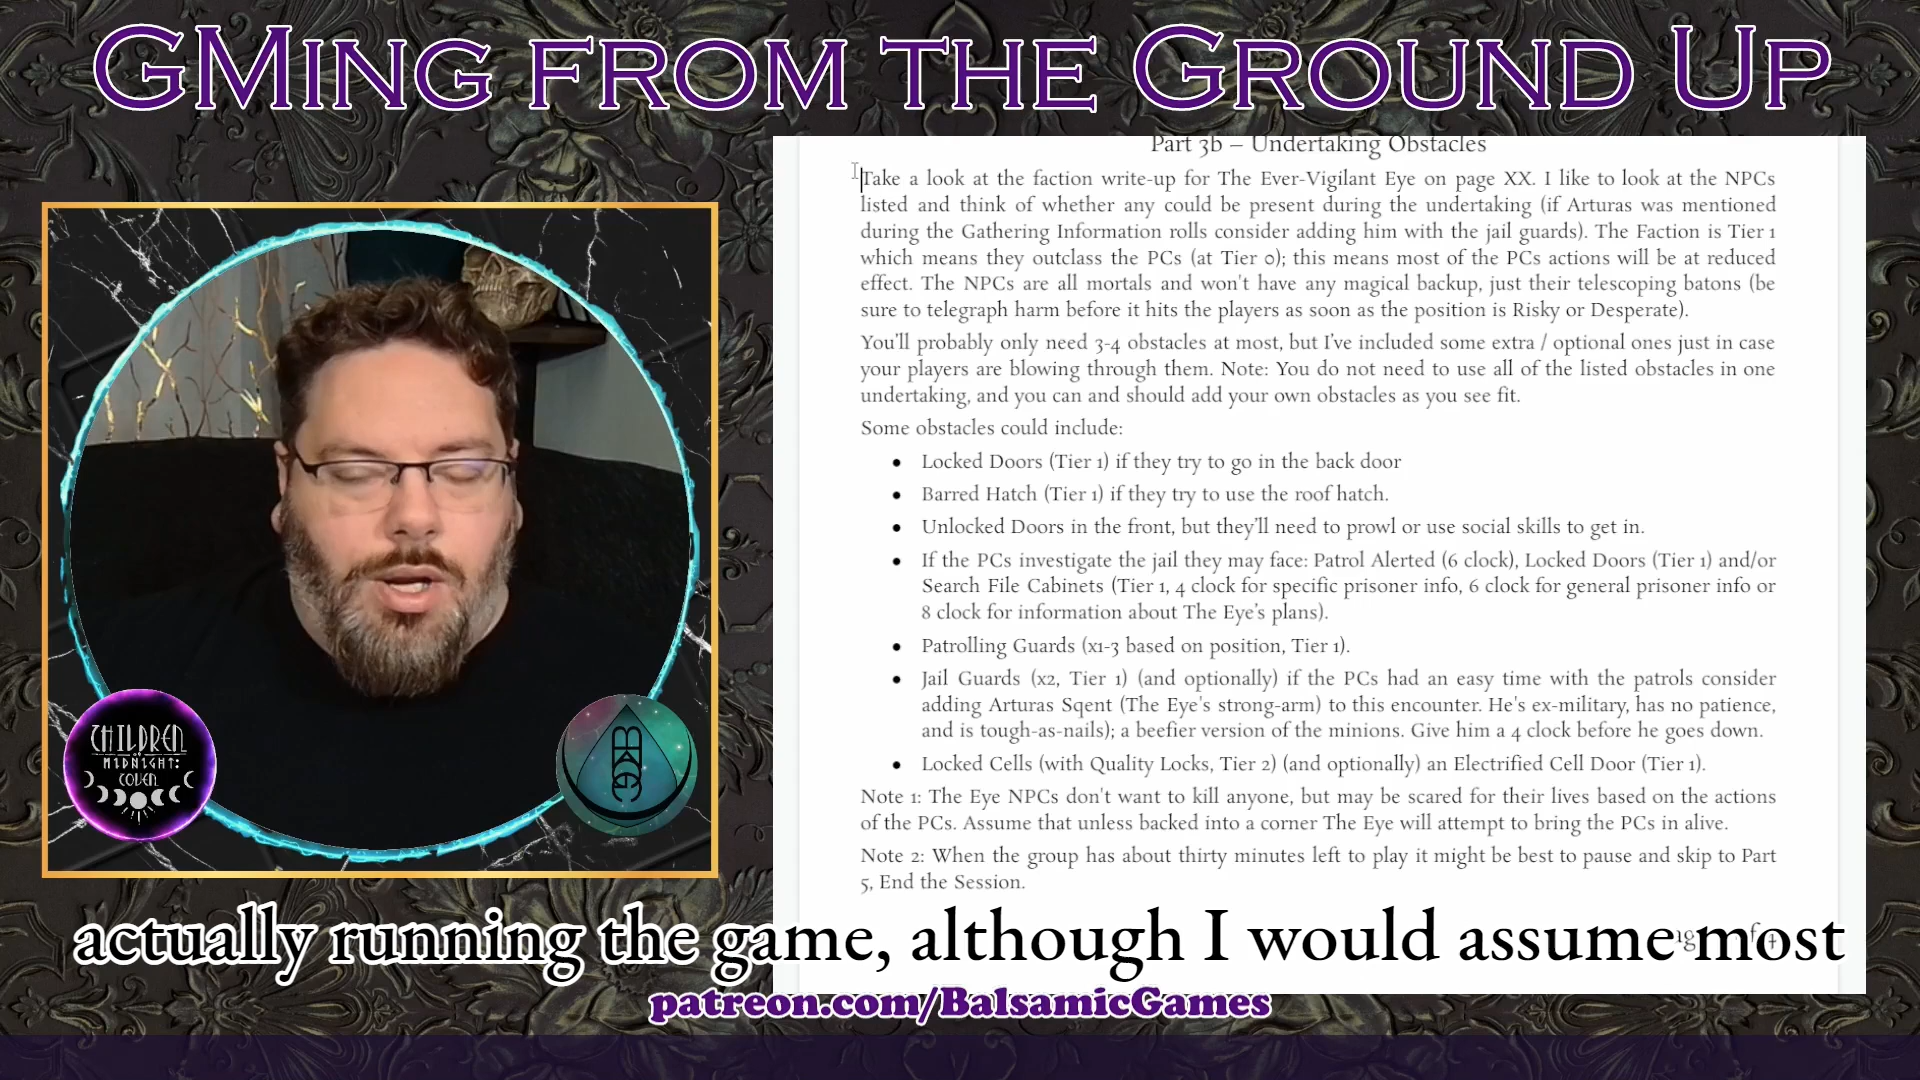 GMing from the Ground Up
Part 3b – Undertaking Obstacles
Take a look at the faction write-up for The Ever-Vigilant Eye on page XX. I like to look at the NPCs
listed and think of whether any could be present during the undertaking (if Arturas was mentioned
during the Gathering Information rolls consider adding him with the jail guards). The Faction is Tier 1
which means they outclass the PCs (at Tier 0); this means most of the PCs actions will be at reduced
effect. The NPCs are all mortals and won't have any magical backup, just their telescoping batons (be
sure to telegraph harm before it hits the players as soon as the position is Risky or Desperate).
You'll probably only need 3-4 obstacles at most, but I've included some extra / optional ones just in case
your players are blowing through them. Note: You do not need to use all of the listed obstacles in one
undertaking, and you can and should add your own obstacles as you see fit.
Some obstacles could include:
• Locked Doors (Tier 1) if they try to go in the back door
• Barred Hatch (Tier 1) if they try to use the roof hatch.
• Unlocked Doors in the front, but they'll need to prowl or use social skills to get in.
• If the PCs investigate the jail they may face: Patrol Alerted (6 clock), Locked Doors (Tier 1) and/or
Search File Cabinets (Tier 1, 4 clock for specific prisoner info, 6 clock for general prisoner info or
8 clock for information about The Eye's plans).
• Patrolling Guards (x1-3 based on position, Tier 1).
• Jail Guards (x2, Tier 1) (and optionally) if the PCs had an easy time with the patrols consider
adding Arturas Sqent (The Eye's strong-arm) to this encounter. He's ex-military, has no patience,
and is tough-as-nails); a beefier version of the minions. Give him a 4 clock before he goes down.
• Locked Cells (with Quality Locks, Tier 2) (and optionally) an Electrified Cell Door (Tier 1).
Note 1: The Eye NPCs don't want to kill anyone, but may be scared for their lives based on the actions
of the PCs. Assume that unless backed into a corner The Eye will attempt to bring the PCs in alive.
Note 2: When the group has about thirty minutes left to play it might be best to pause and skip to Part
5, End the Session.
CHILDREN
OF
MIDNIGHT:
COVEN
actually running the game, although I would assume most
patreon.com/BalsamicGames